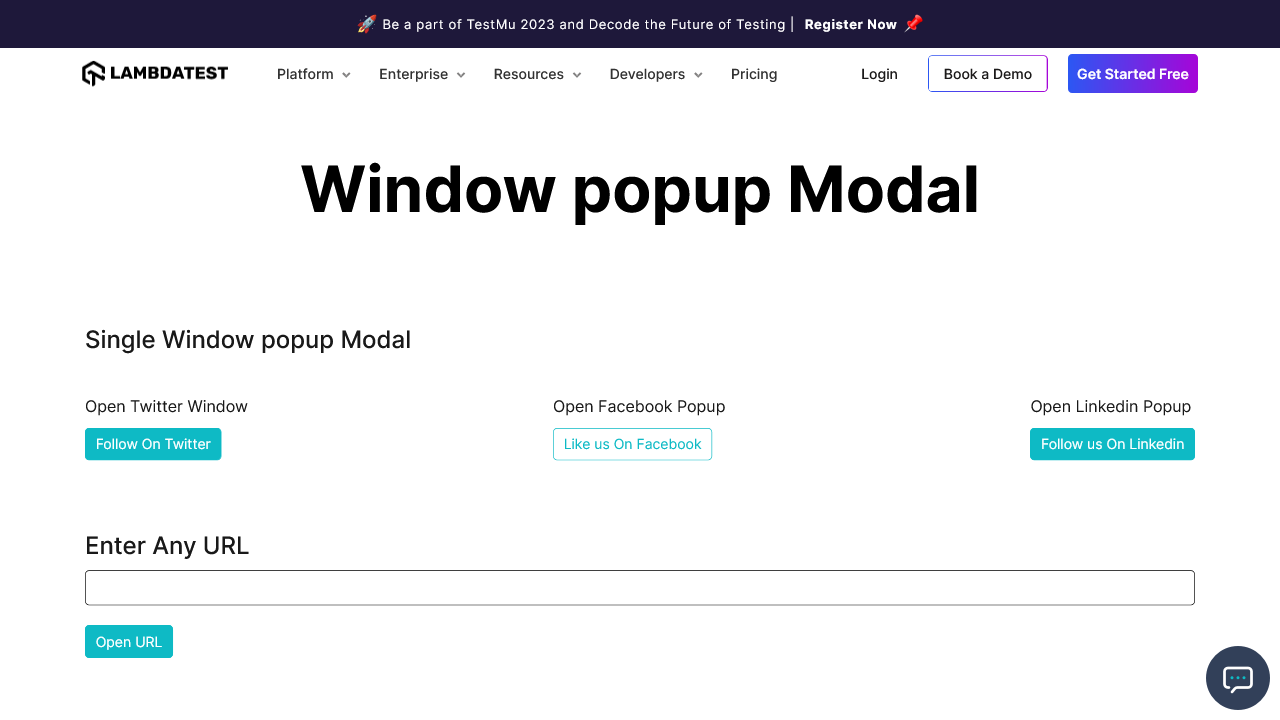 🚀 Be a part of TestMu 2023 and Decode the Future of Testing | Register Now 📌
LAMBDATEST Platform Enterprise Resources Developers Pricing Login Book a Demo Get Started Free
Window popup Modal
Single Window popup Modal
Open Twitter Window Open Facebook Popup Open Linkedin Popup
Follow On Twitter Like us On Facebook Follow us On Linkedin
Enter Any URL
Open URL